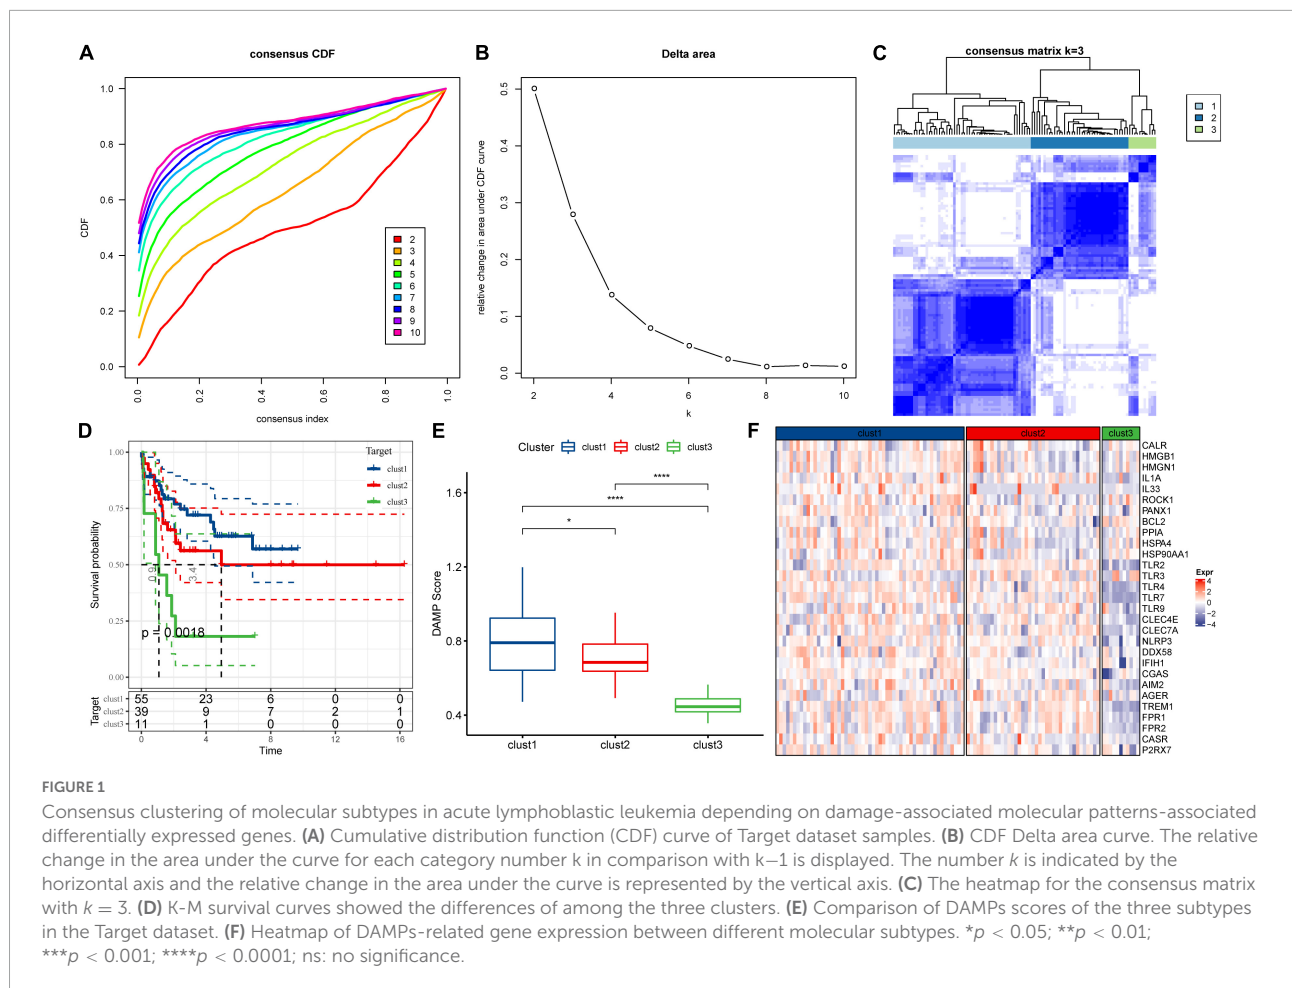 A
consensus CDF
CDF
1.0
0.8
0.6
0.4
0.2
0.0
2
3
4
5
6
7
8
9
10
0.0
0.2
0.4
0.6
0.8
1.0
consensus index
B
Delta area
relative change in area under CDF curve
0.5
0.4
0.3
0.2
0.1
0.0
2
4
6
8
10
k
C
consensus matrix k=3
1
2
3
D
Survival probability
1.00
0.75
0.50
0.25
0.00
Target
clust1
clust2
clust3
0.9
3.4
p = 0.0018
Target
clust1 55 23 6 0 0
clust2 39 9 7 2 1
clust3 11 1 0 0 0
0 4 8 12 16
Time
E
Cluster clust1 clust2 clust3
DAMP Score
1.6
1.2
0.8
0.4
****
****
*
clust1 clust2 clust3
F
clust1 clust2 clust3
CALR
HMGB1
HMGN1
IL1A
IL33
ROCK1
PANX1
BCL2
PPIA
HSPA4
HSP90AA1
TLR2
TLR3
TLR4
TLR7
TLR9
CLEC4E
CLEC7A
NLRP3
DDX58
IFIH1
CGAS
AIM2
AGER
TREM1
FPR1
FPR2
CASR
P2RX7
Expr
4
2
0
−2
−4
FIGURE 1
Consensus clustering of molecular subtypes in acute lymphoblastic leukemia depending on damage-associated molecular patterns-associated
differentially expressed genes. (A) Cumulative distribution function (CDF) curve of Target dataset samples. (B) CDF Delta area curve. The relative
change in the area under the curve for each category number k in comparison with k−1 is displayed. The number k is indicated by the
horizontal axis and the relative change in the area under the curve is represented by the vertical axis. (C) The heatmap for the consensus matrix
with k = 3. (D) K-M survival curves showed the differences of among the three clusters. (E) Comparison of DAMPs scores of the three subtypes
in the Target dataset. (F) Heatmap of DAMPs-related gene expression between different molecular subtypes. *p < 0.05; **p < 0.01;
***p < 0.001; ****p < 0.0001; ns: no significance.